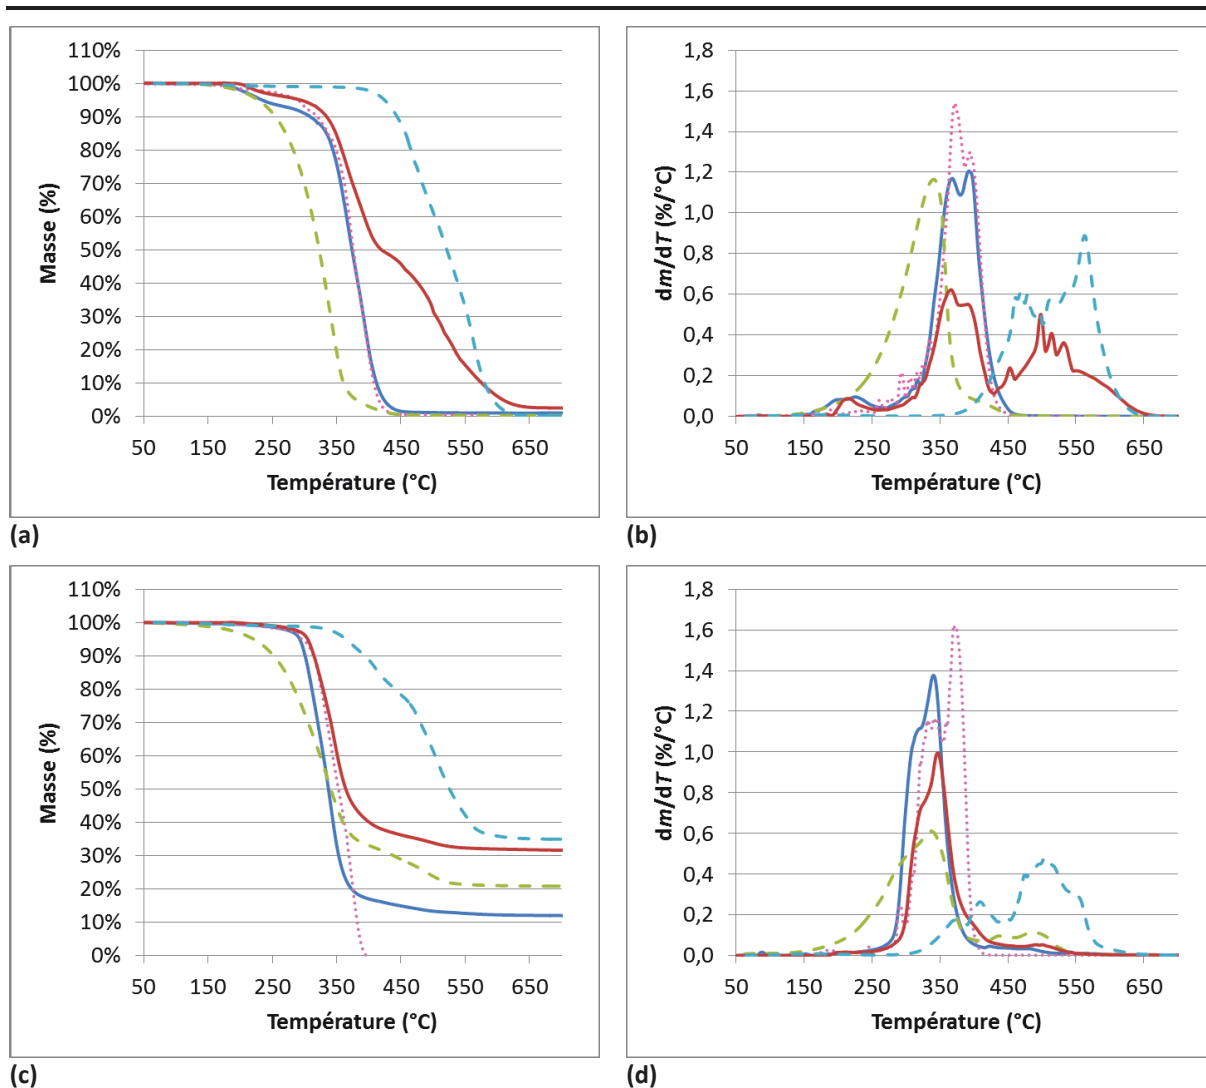 110%
100%
90%
80%
70%
60%
50%
40%
30%
20%
10%
0%
Masse (%)
50 150 250 350 450 550 650
Température (°C)
(a)
1,8
1,6
1,4
1,2
1,0
0,8
0,6
0,4
0,2
0,0
dm/dT (%/°C)
50 150 250 350 450 550 650
Température (°C)
(b)
110%
100%
90%
80%
70%
60%
50%
40%
30%
20%
10%
0%
Masse (%)
50 150 250 350 450 550 650
Température (°C)
(c)
1,8
1,6
1,4
1,2
1,0
0,8
0,6
0,4
0,2
0,0
dm/dT (%/°C)
50 150 250 350 450 550 650
Température (°C)
(d)